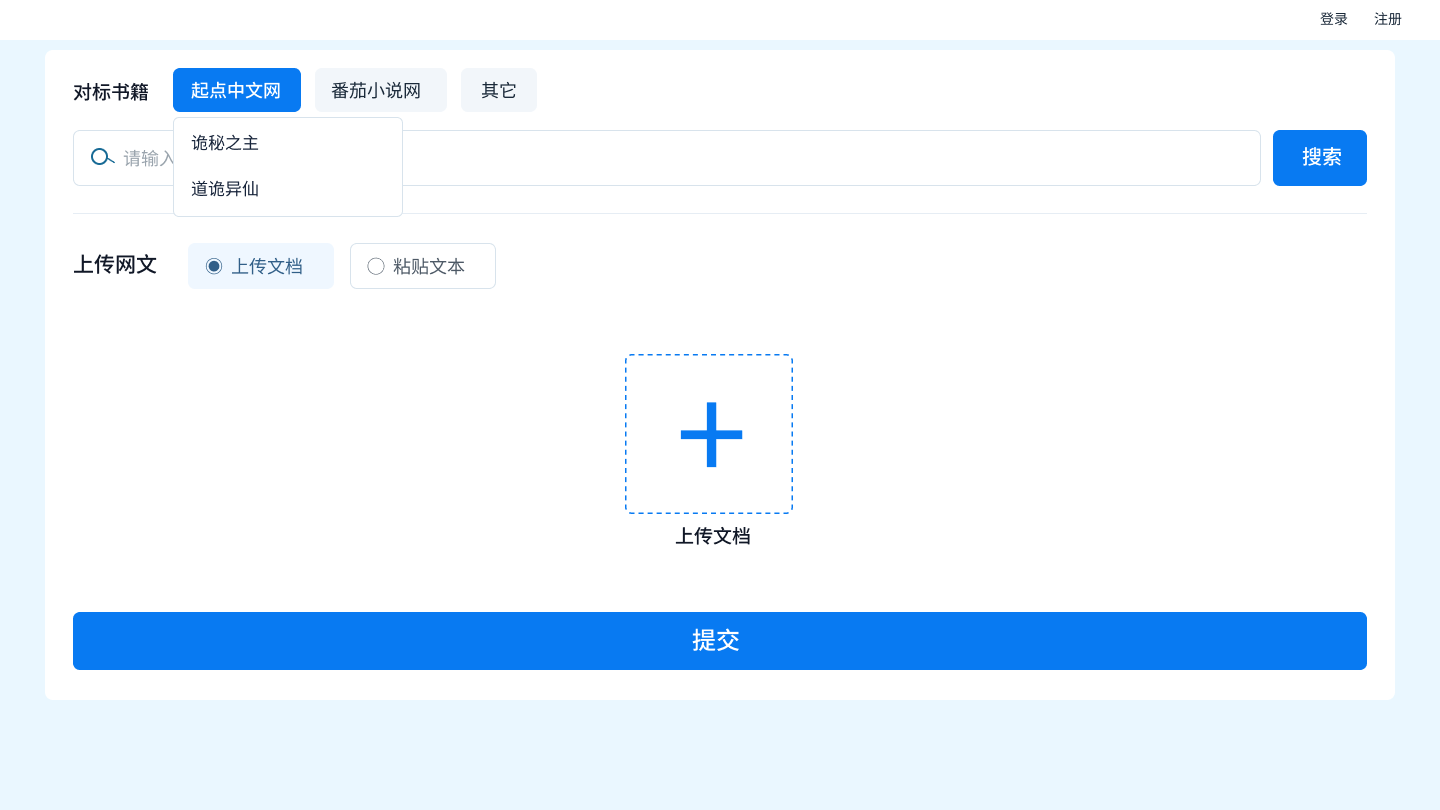 登录 注册
对标书籍 起点中文网 番茄小说网 其它
诡秘之主
请输入 搜索
道诡异仙
上传网文 上传文档 粘贴文本
上传文档
提交